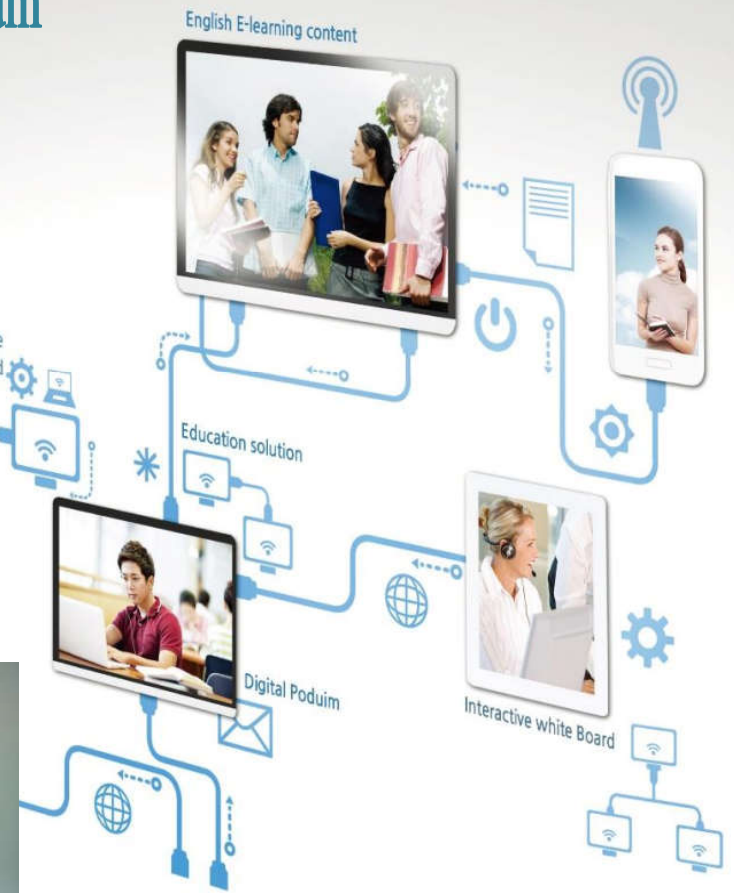 English E-learning content
Education solution
Digital Poduim
Interactive white Board